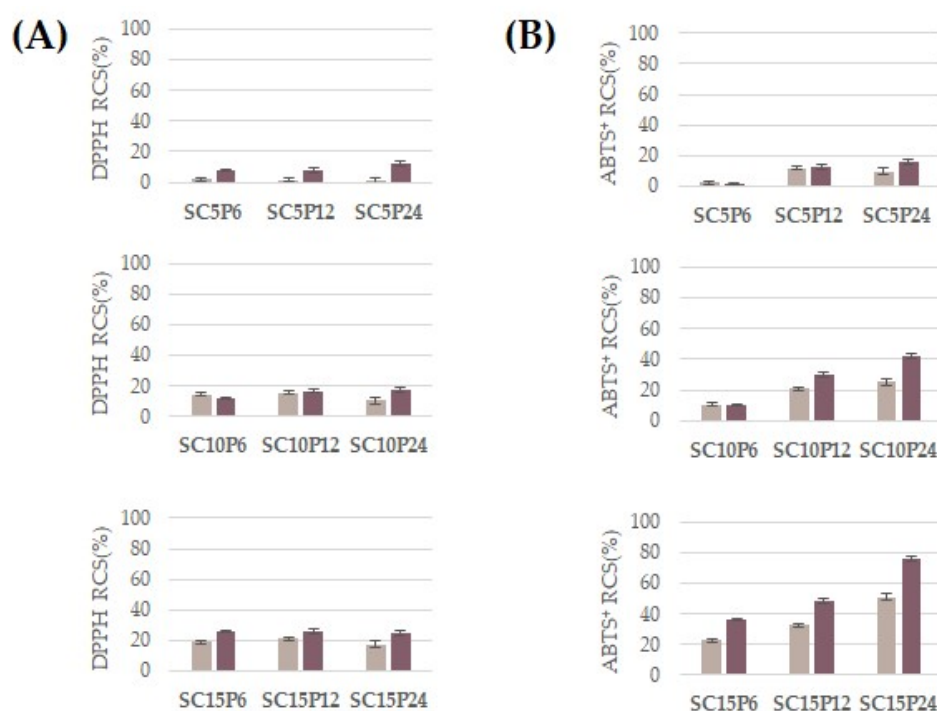 (A)
DPPH RCS(%)
100
80
60
40
20
0
SC5P6 SC5P12 SC5P24
DPPH RCS(%)
100
80
60
40
20
0
SC10P6 SC10P12 SC10P24
DPPH RCS(%)
100
80
60
40
20
0
SC15P6 SC15P12 SC15P24
(B)
ABTS⁺ RCS(%)
100
80
60
40
20
0
SC5P6 SC5P12 SC5P24
ABTS⁺ RCS(%)
100
80
60
40
20
0
SC10P6 SC10P12 SC10P24
ABTS⁺ RCS(%)
100
80
60
40
20
0
SC15P6 SC15P12 SC15P24